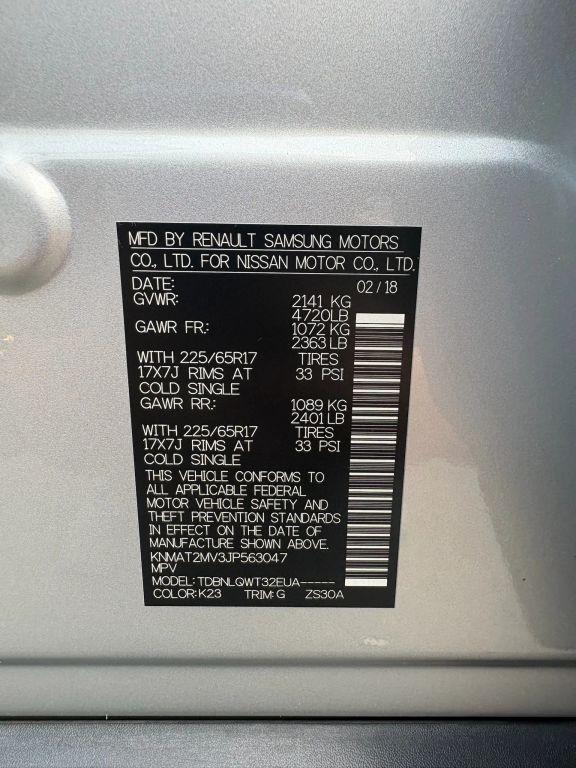 MFD BY RENAULT SAMSUNG MOTORS
CO., LTD. FOR NISSAN MOTOR CO., LTD.
DATE: 02/18
GVWR: 2141 KG
4720LB
GAWR FR: 1072 KG
2363 LB
WITH 225/65R17 TIRES
17X7J RIMS AT 33 PSI
COLD SINGLE
GAWR RR: 1089 KG
2401 LB
WITH 225/65R17 TIRES
17X7J RIMS AT 33 PSI
COLD SINGLE
THIS VEHICLE CONFORMS TO
ALL APPLICABLE FEDERAL
MOTOR VEHICLE SAFETY AND
THEFT PREVENTION STANDARDS
IN EFFECT ON THE DATE OF
MANUFACTURE SHOWN ABOVE.
KNMAT2MV3JP563047
MPV
MODEL: TDBNLQWT32EUA-----
COLOR: K23 TRIM: G ZS30A